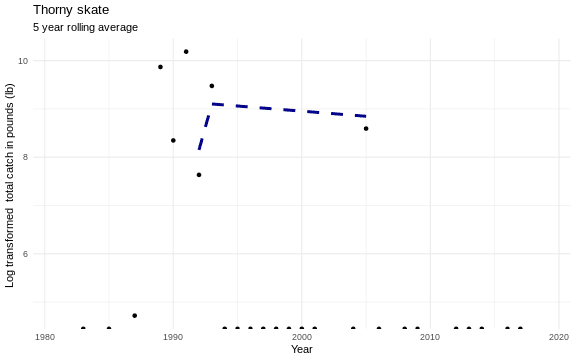 Thorny skate
5 year rolling average
10
8
6
Log transformed  total catch in pounds (lb)
1980
1990
2000
2010
2020
Year